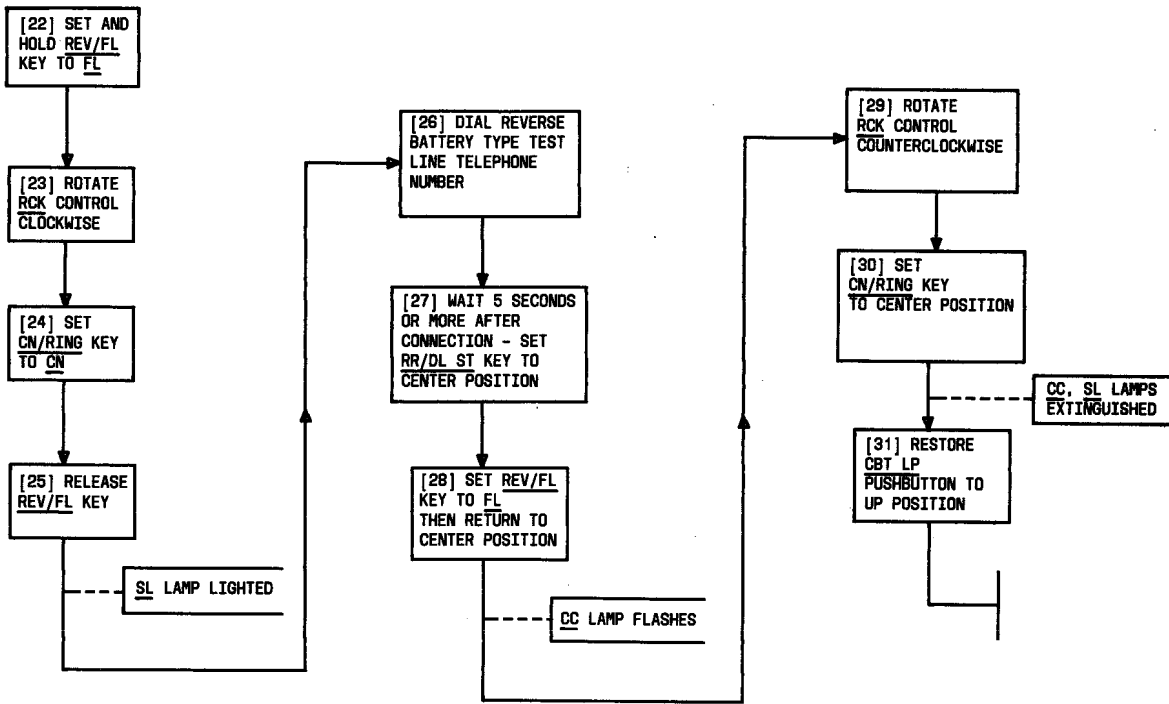 [22] SET AND
HOLD REV/FL
KEY TO FL
[23] ROTATE
RCK CONTROL
CLOCKWISE
[24] SET
CN/RING KEY
TO CN
[25] RELEASE
REV/FL KEY
SL LAMP LIGHTED
[26] DIAL REVERSE
BATTERY TYPE TEST
LINE TELEPHONE
NUMBER
[27] WAIT 5 SECONDS
OR MORE AFTER
CONNECTION - SET
RR/DL ST KEY TO
CENTER POSITION
[28] SET REV/FL
KEY TO FL
THEN RETURN TO
CENTER POSITION
CC LAMP FLASHES
[29] ROTATE
RCK CONTROL
COUNTERCLOCKWISE
[30] SET
CN/RING KEY
TO CENTER POSITION
CC, SL LAMPS
EXTINGUISHED
[31] RESTORE
CBT LP
PUSHBUTTON TO
UP POSITION